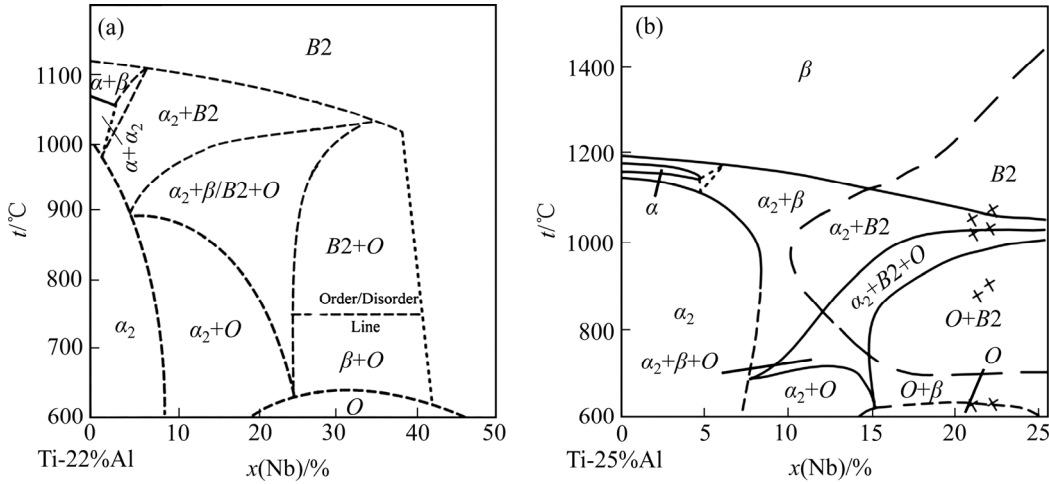 (a)
B2
1100
α+β
α₂+B2
α+α₂
1000
α₂+β/B2+O
900
t/℃
B2+O
800
Order/Disorder
Line
α₂
α₂+O
700
β+O
O
600
0
10
20
30
40
50
Ti-22%Al
x(Nb)/%
(b)
1400
β
1200
B2
α
α₂+β
α₂+B2
t/℃
1000
α₂+B2+O
α₂
O+B2
800
α₂+β+O
O
α₂+O
O+β
600
0
5
10
15
20
25
Ti-25%Al
x(Nb)/%